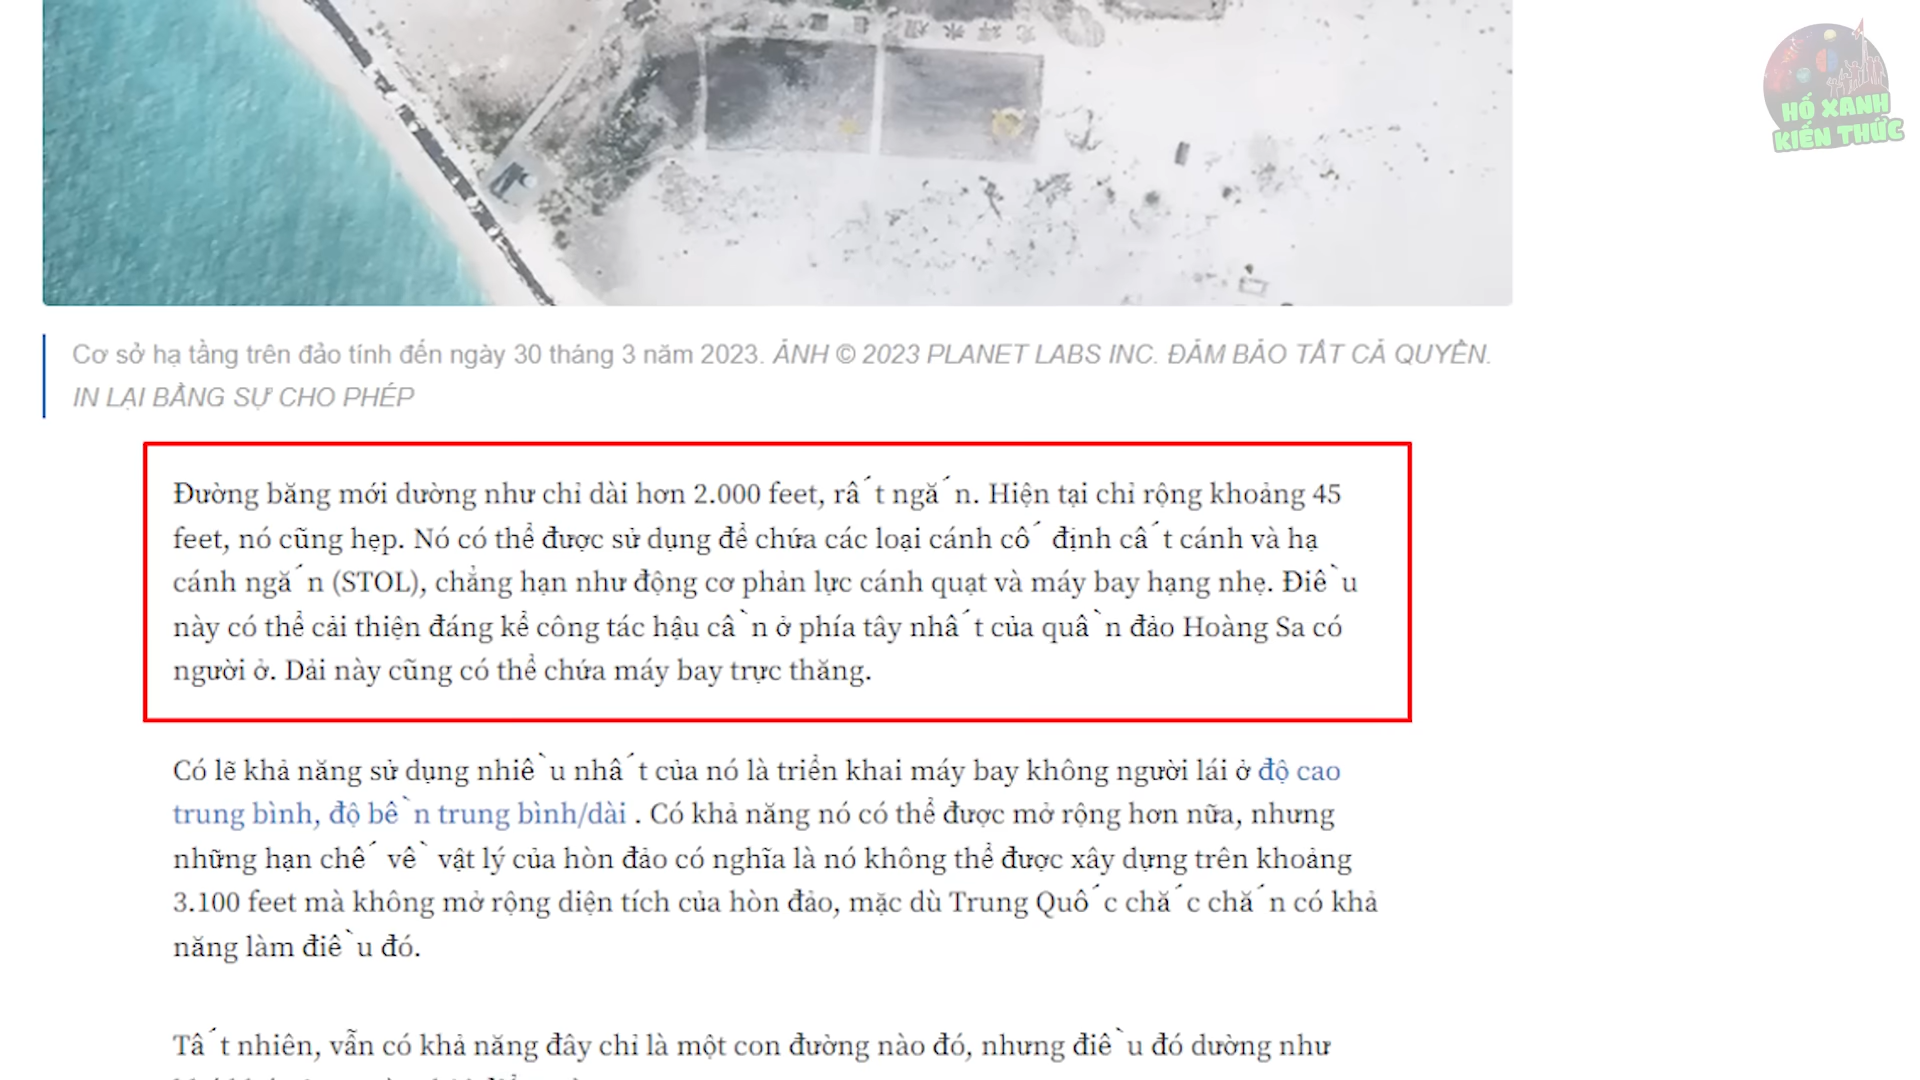 HỐ XANH
KIẾN THỨC
Cơ sở hạ tầng trên đảo tính đến ngày 30 tháng 3 năm 2023. ẢNH © 2023 PLANET LABS INC. ĐẢM BẢO TẤT CẢ QUYỀN.
IN LẠI BẰNG SỰ CHO PHÉP
Đường băng mới dường như chỉ dài hơn 2.000 feet, rất ngắn. Hiện tại chỉ rộng khoảng 45
feet, nó cũng hẹp. Nó có thể được sử dụng để chứa các loại cánh cố định cất cánh và hạ
cánh ngắn (STOL), chẳng hạn như động cơ phản lực cánh quạt và máy bay hạng nhẹ. Điều
này có thể cải thiện đáng kể công tác hậu cần ở phía tây nhất của quần đảo Hoàng Sa có
người ở. Dải này cũng có thể chứa máy bay trực thăng.
Có lẽ khả năng sử dụng nhiều nhất của nó là triển khai máy bay không người lái ở độ cao
trung bình, độ bền trung bình/dài . Có khả năng nó có thể được mở rộng hơn nữa, nhưng
những hạn chế về vật lý của hòn đảo có nghĩa là nó không thể được xây dựng trên khoảng
3.100 feet mà không mở rộng diện tích của hòn đảo, mặc dù Trung Quốc chắc chắn có khả
năng làm điều đó.
Tất nhiên, vẫn có khả năng đây chỉ là một con đường nào đó, nhưng điều đó dường như